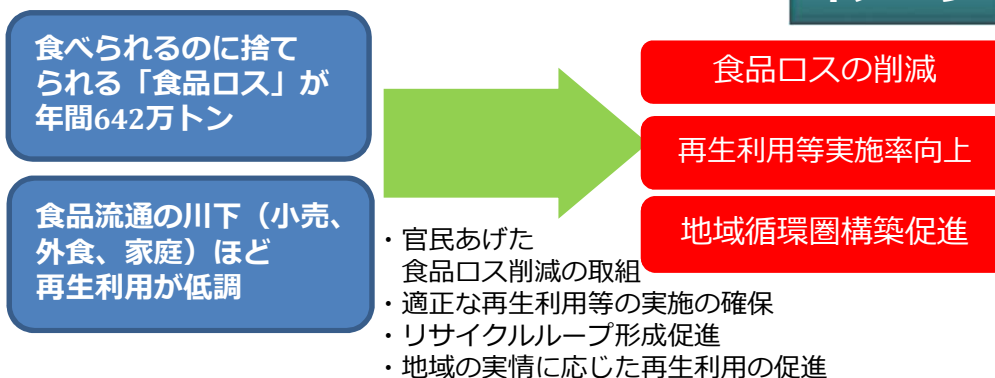 食べられるのに捨て
られる「食品ロス」が
年間642万トン
食品流通の川下（小売、
外食、家庭）ほど
再生利用が低調
・官民あげた
食品ロス削減の取組
・適正な再生利用等の実施の確保
・リサイクルループ形成促進
・地域の実情に応じた再生利用の促進
食品ロスの削減
再生利用等実施率向上
地域循環圏構築促進